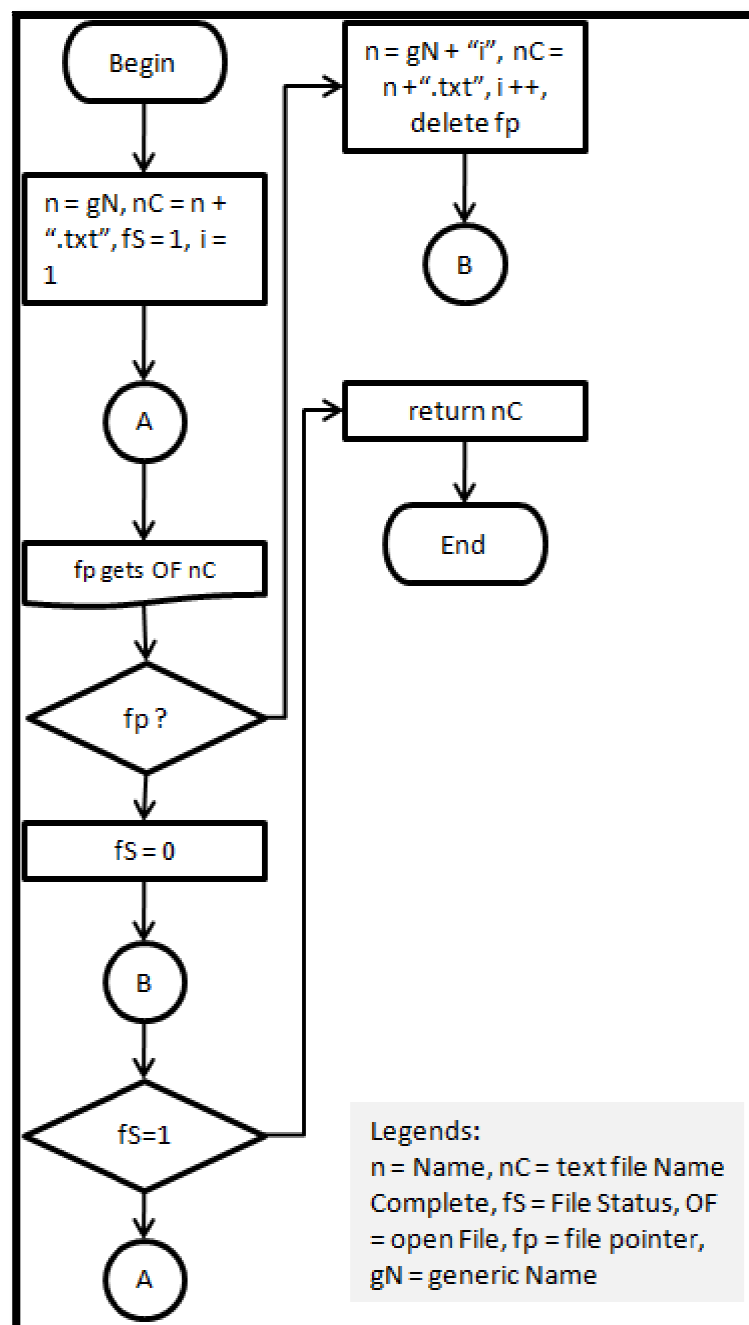 Begin
n = gN, nC = n +
“.txt”, fS = 1, i =
1
A
fp gets OF nC
fp ?
fS = 0
B
fS=1
A
n = gN + “i”, nC =
n +“.txt”, i ++,
delete fp
B
return nC
End
Legends:
n = Name, nC = text file Name
Complete, fS = File Status, OF
= open File, fp = file pointer,
gN = generic Name